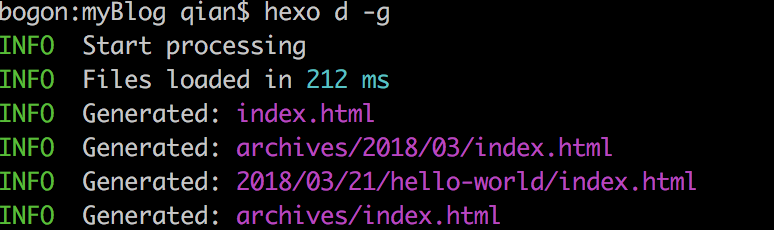 bogon:myBlog qian$ hexo d -g
INFO  Start processing
INFO  Files loaded in 212 ms
INFO  Generated: index.html
INFO  Generated: archives/2018/03/index.html
INFO  Generated: 2018/03/21/hello-world/index.html
INFO  Generated: archives/index.html